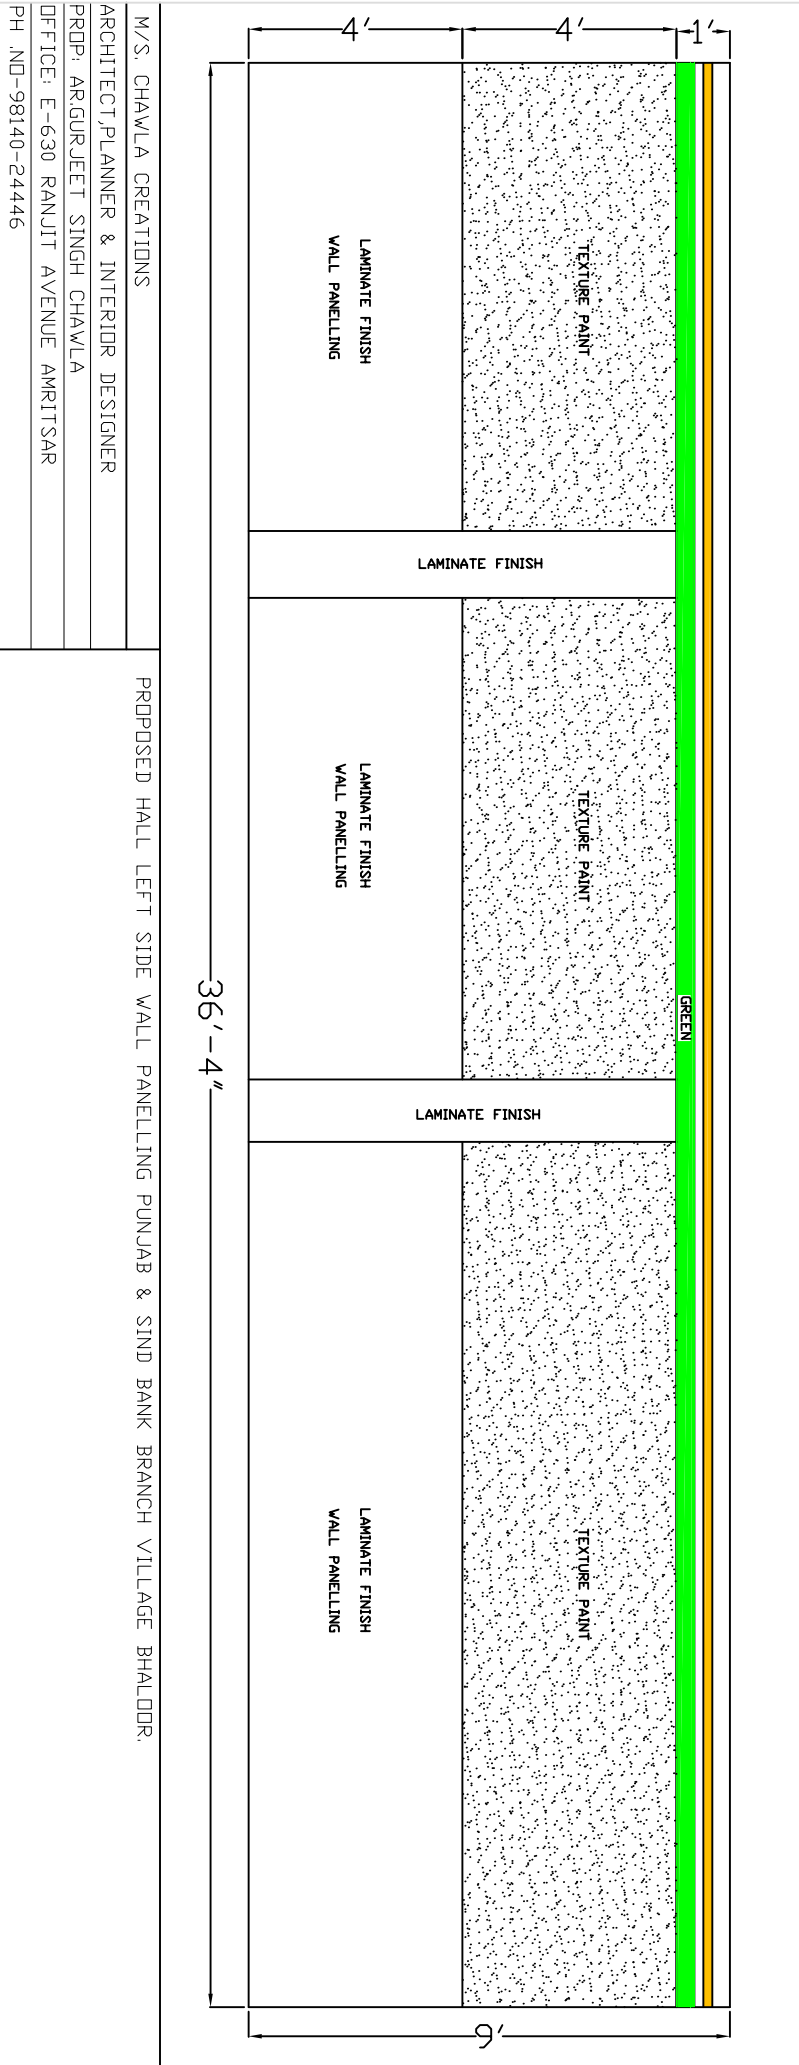 4'
4'
1'
GREEN
TEXTURE PAINT
TEXTURE PAINT
TEXTURE PAINT
LAMINATE FINISH
WALL PANELLING
LAMINATE FINISH
LAMINATE FINISH
WALL PANELLING
LAMINATE FINISH
LAMINATE FINISH
WALL PANELLING
9'
36'-4"
M/S. CHAWLA CREATIONS
ARCHITECT,PLANNER & INTERIOR DESIGNER
PROP: AR.GURJEET SINGH CHAWLA
OFFICE: E-630 RANJIT AVENUE AMRITSAR
PH .NO-98140-24446
PROPOSED HALL LEFT SIDE WALL PANELLING PUNJAB & SIND BANK BRANCH VILLAGE BHALOOR.